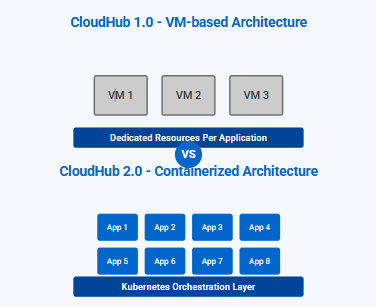 CloudHub 1.0 - VM-based Architecture
VM 1 VM 2 VM 3
Dedicated Resources Per Application
VS
CloudHub 2.0 - Containerized Architecture
App 1 App 2 App 3 App 4
App 5 App 6 App 7 App 8
Kubernetes Orchestration Layer